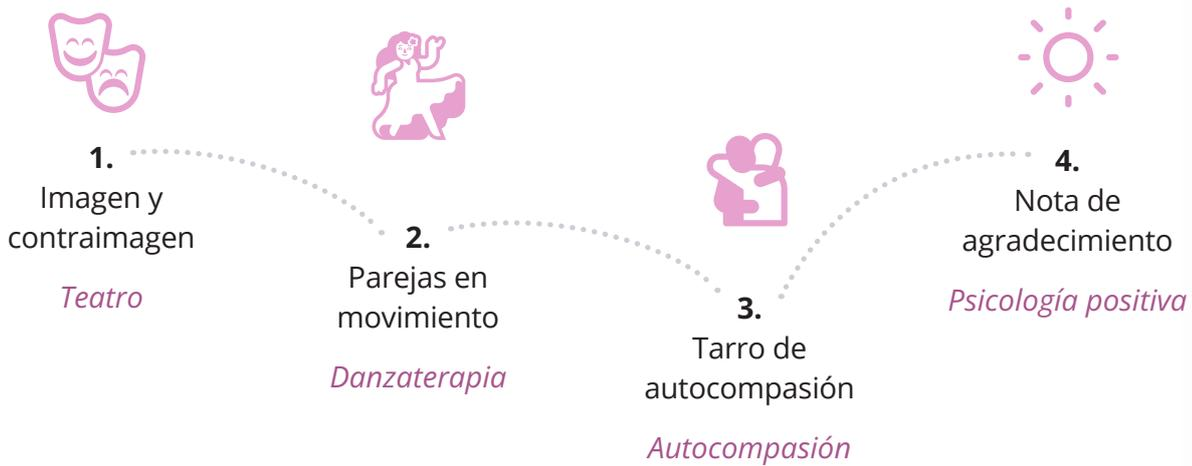 1.
Imagen y
contraimagen
Teatro
2.
Parejas en
movimiento
Danzaterapia
3.
Tarro de
autocompasión
Autocompasión
4.
Nota de
agradecimiento
Psicología positiva